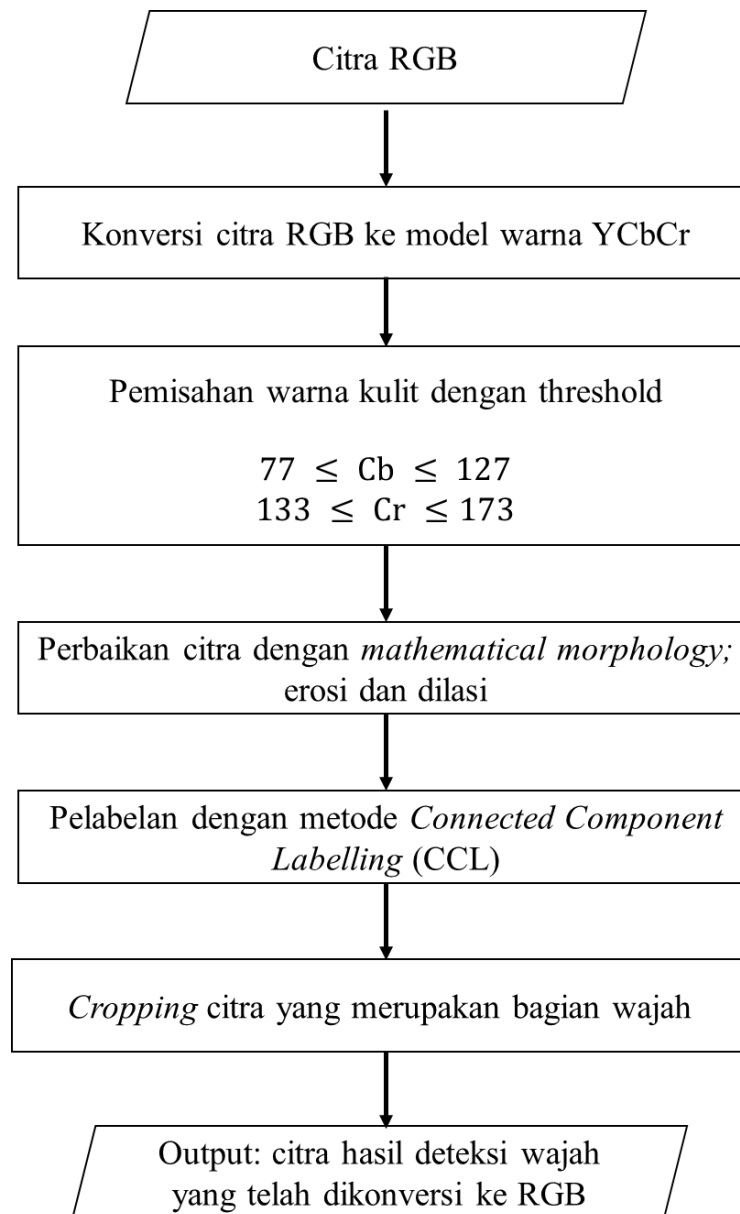 Citra RGB
Konversi citra RGB ke model warna YCbCr
Pemisahan warna kulit dengan threshold
77 ≤ Cb ≤ 127
133 ≤ Cr ≤ 173
Perbaikan citra dengan mathematical morphology;
erosi dan dilasi
Pelabelan dengan metode Connected Component
Labelling (CCL)
Cropping citra yang merupakan bagian wajah
Output: citra hasil deteksi wajah
yang telah dikonversi ke RGB